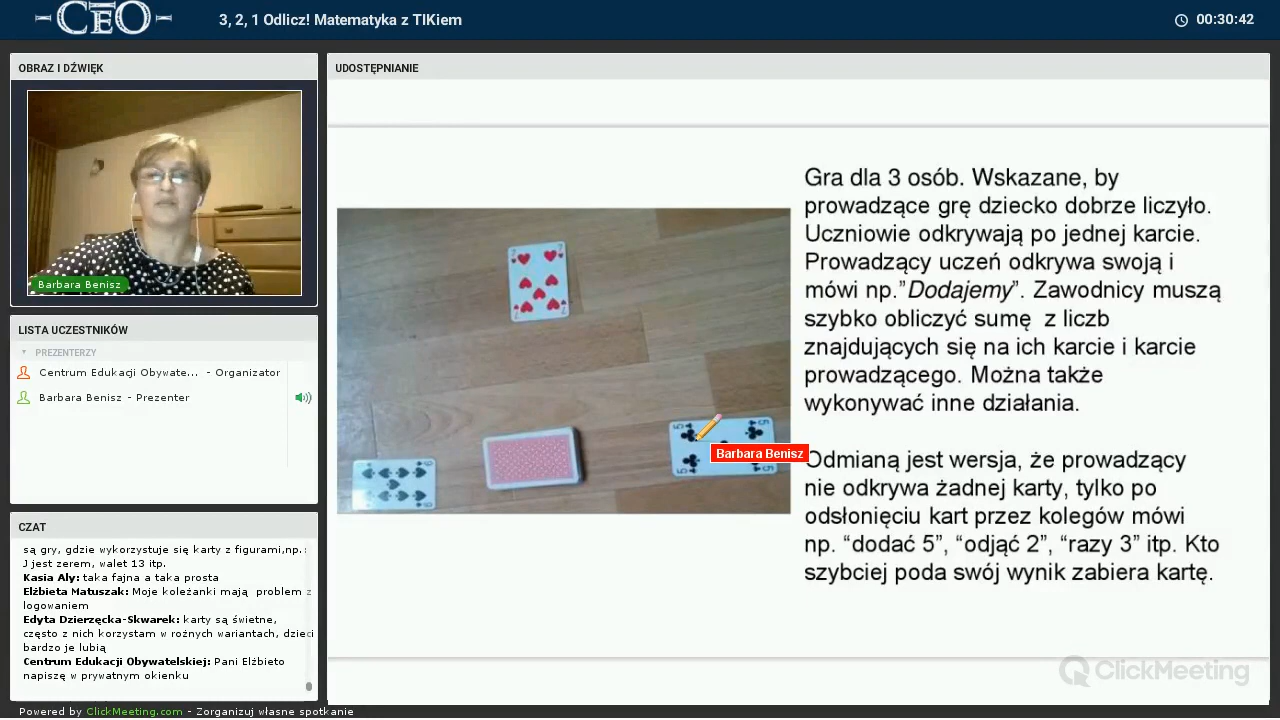 CEO
3, 2, 1 Odlicz! Matematyka z TIKiem
00:30:42
OBRAZ I DŹWIĘK
Barbara Benisz
LISTA UCZESTNIKÓW
PREZENTERZY
Centrum Edukacji Obywate... - Organizator
Barbara Benisz - Prezenter
CZAT
są gry, gdzie wykorzystuje się karty z figurami,np.:
J jest zerem, walet 13 itp.
Kasia Aly: taka fajna a taka prosta
Elżbieta Matuszak: Moje koleżanki mają problem z
logowaniem
Edyta Dzierzęcka-Skwarek: karty są świetne,
często z nich korzystam w rożnych wariantach, dzieci
bardzo je lubią
Centrum Edukacji Obywatelskiej: Pani Elżbieto
napiszę w prywatnym okienku
UDOSTĘPNIANIE
7
5
5
5
Barbara Benisz
Gra dla 3 osób. Wskazane, by
prowadzące grę dziecko dobrze liczyło.
Uczniowie odkrywają po jednej karcie.
Prowadzący uczeń odkrywa swoją i
mówi np.”Dodajemy”. Zawodnicy muszą
szybko obliczyć sumę  z liczb
znajdujących się na ich karcie i karcie
prowadzącego. Można także
wykonywać inne działania.
Odmianą jest wersja, że prowadzący
nie odkrywa żadnej karty, tylko po
odsłonięciu kart przez kolegów mówi
np. “dodać 5”, “odjąć 2”, “razy 3” itp. Kto
szybciej poda swój wynik zabiera kartę.
ClickMeeting
Powered by ClickMeeting.com - Zorganizuj własne spotkanie